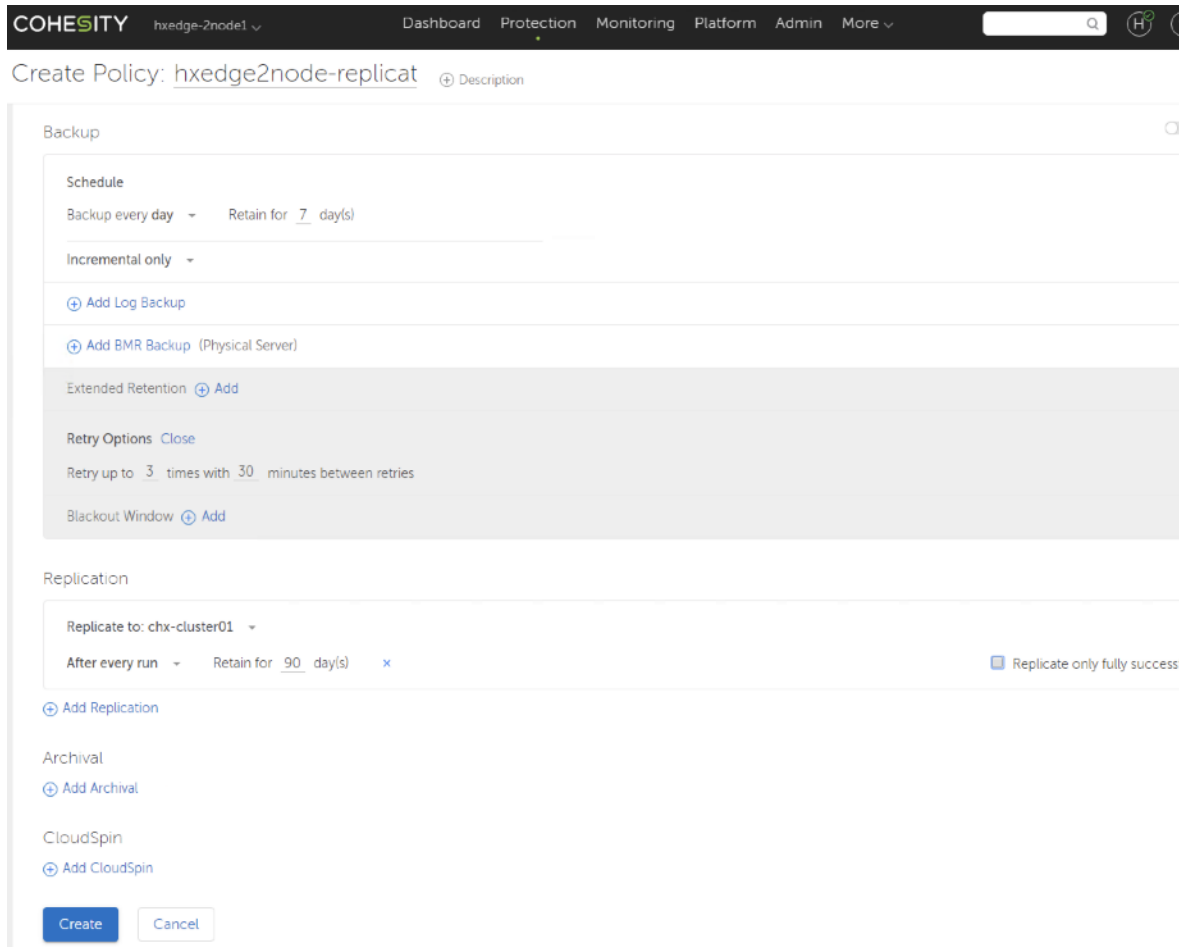 COHESITY hxedge-2node1 Dashboard Protection Monitoring Platform Admin More H
Create Policy: hxedge2node-replicat Description
Backup
Schedule
Backup every day Retain for 7 day(s)
Incremental only
Add Log Backup
Add BMR Backup (Physical Server)
Extended Retention Add
Retry Options Close
Retry up to 3 times with 30 minutes between retries
Blackout Window Add
Replication
Replicate to: chx-cluster01
After every run Retain for 90 day(s) × Replicate only fully success
Add Replication
Archival
Add Archival
CloudSpin
Add CloudSpin
Create Cancel